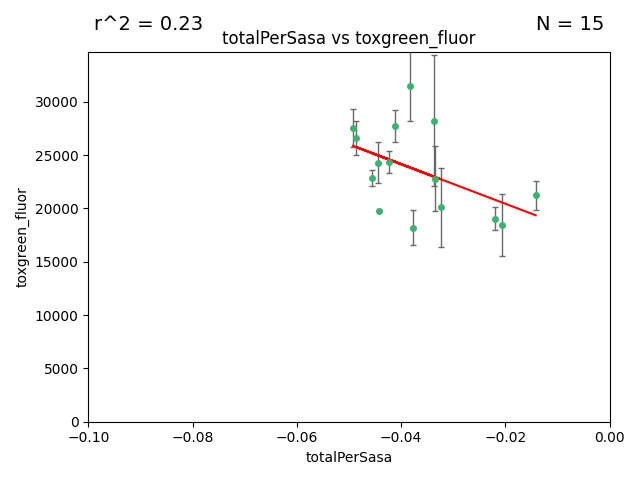 r^2 = 0.23
N = 15
totalPerSasa vs toxgreen_fluor
30000
25000
20000
15000
10000
5000
0
toxgreen_fluor
−0.10
−0.08
−0.06
−0.04
−0.02
0.00
totalPerSasa